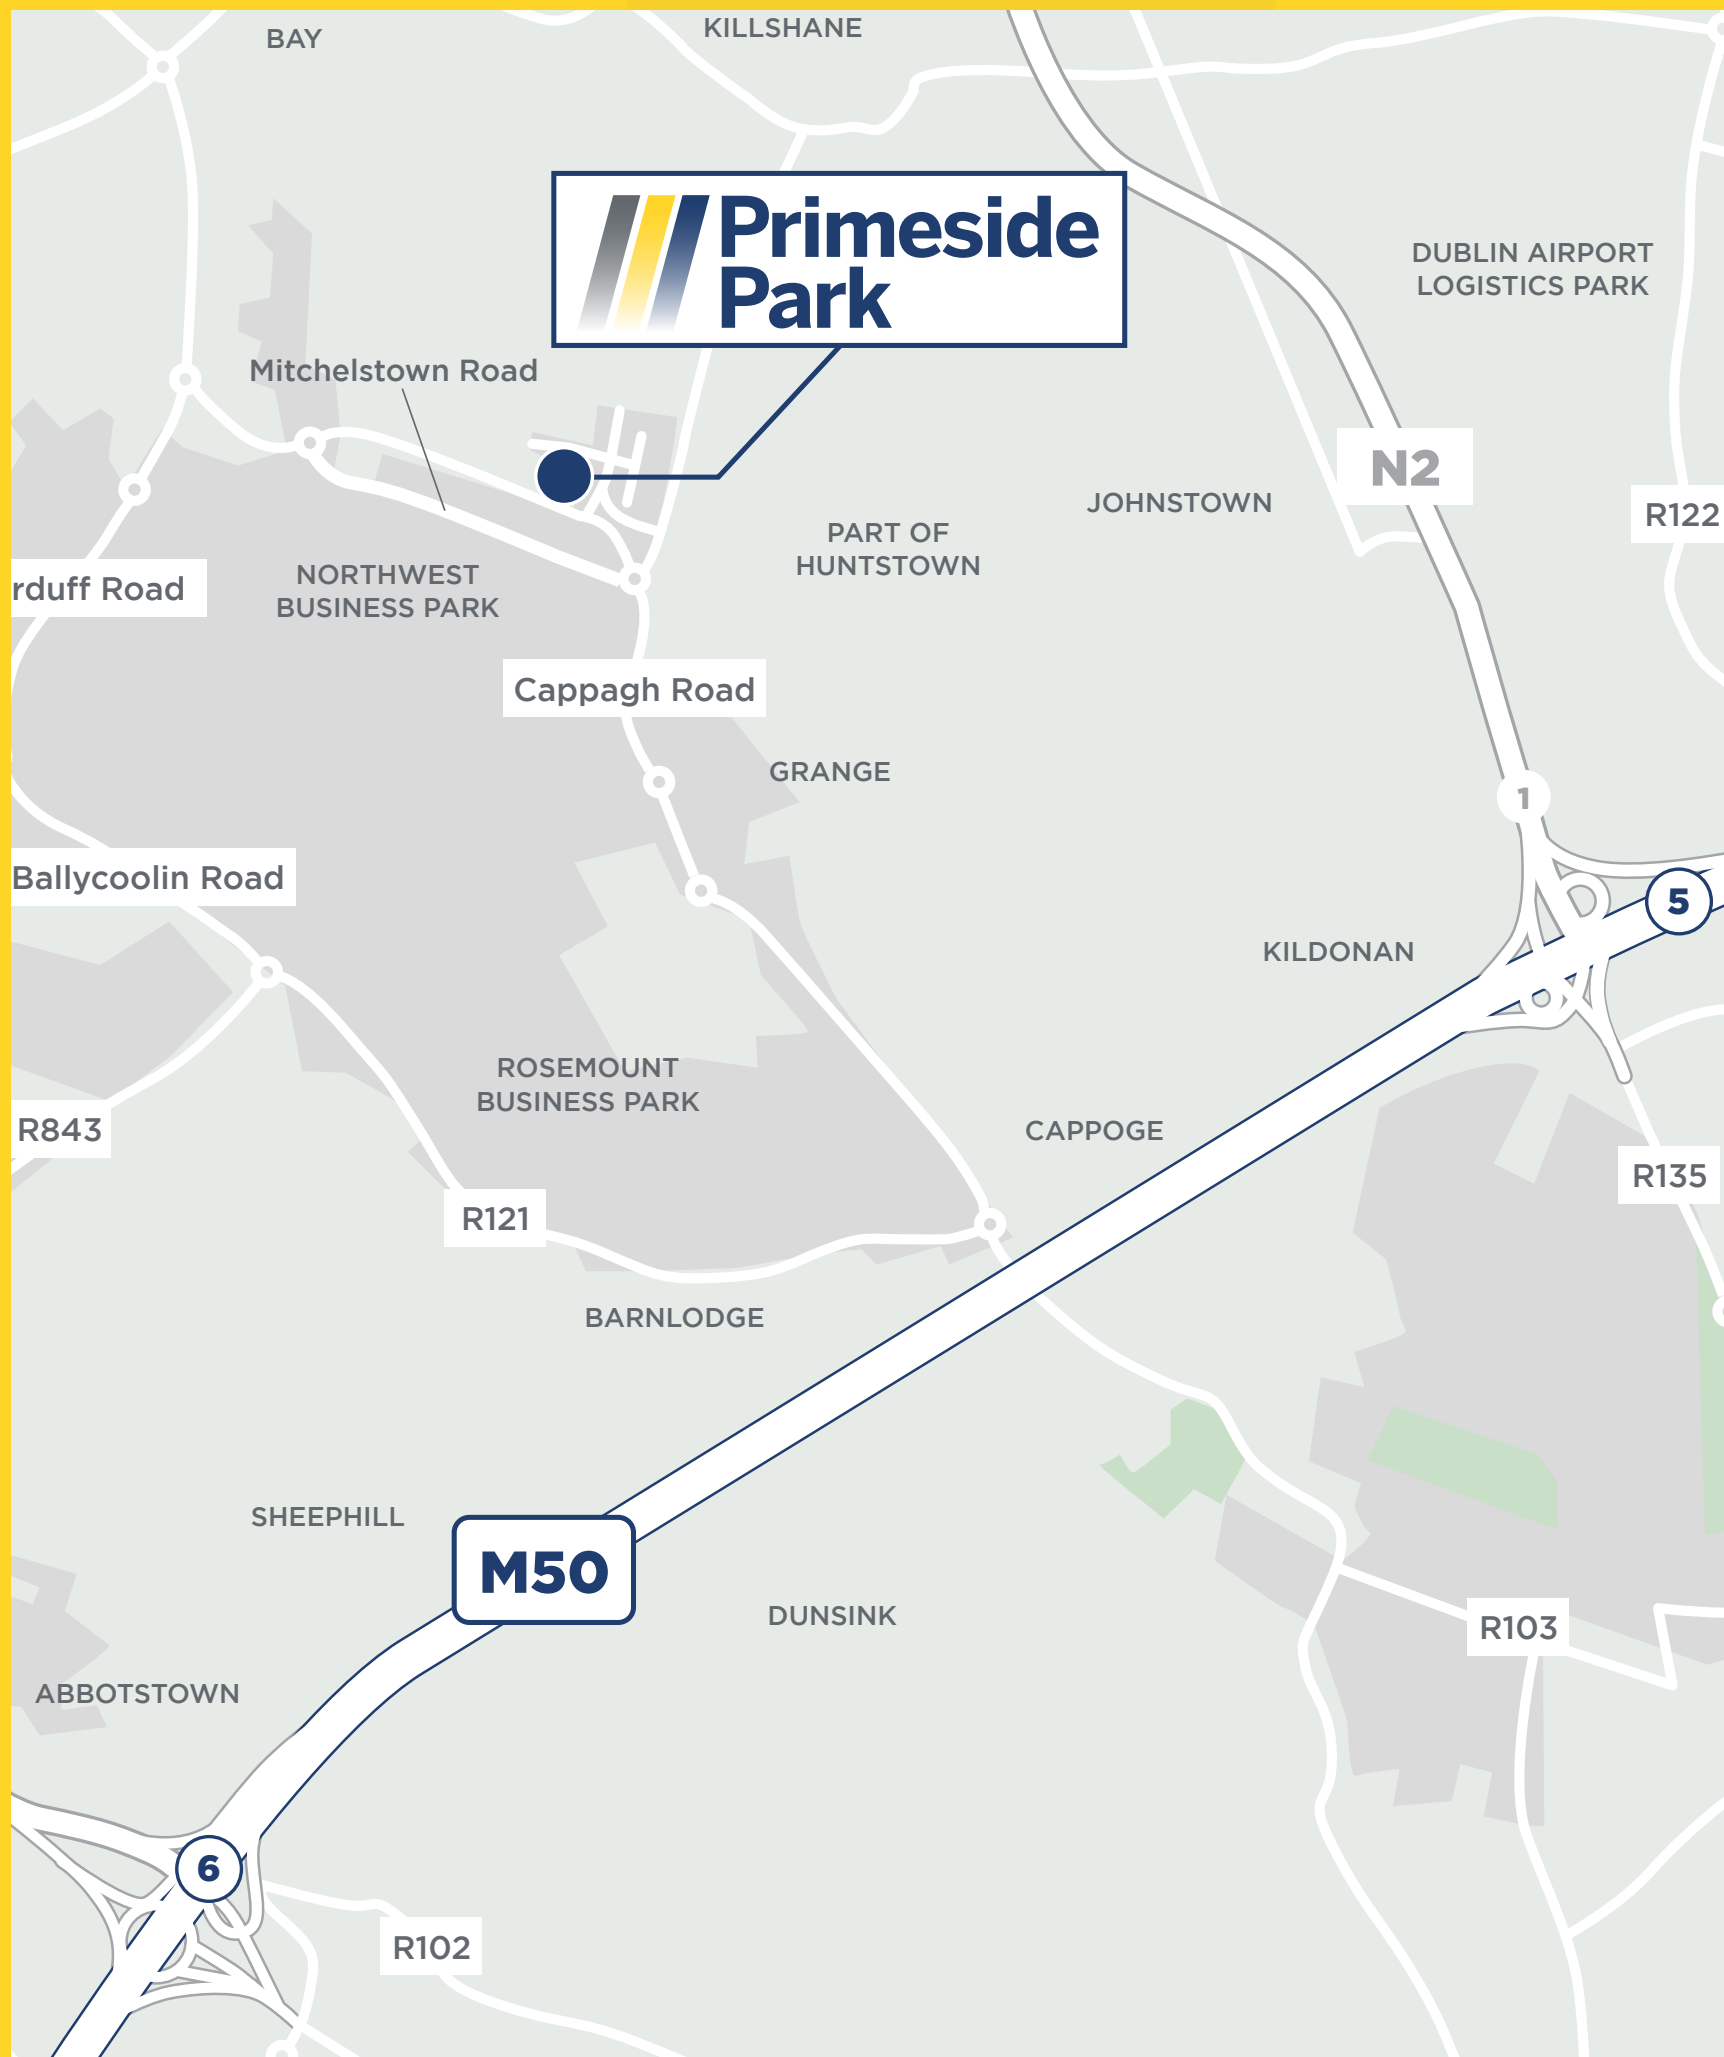 BAY
KILLSHANE
Primeside
Park
DUBLIN AIRPORT
LOGISTICS PARK
Mitchelstown Road
N2
JOHNSTOWN
R122
PART OF
HUNTSTOWN
NORTHWEST
BUSINESS PARK
rduff Road
Cappagh Road
GRANGE
1
Ballycoolin Road
5
KILDONAN
ROSEMOUNT
BUSINESS PARK
CAPPOGE
R843
R135
R121
BARNLODGE
SHEEPHILL
M50
DUNSINK
R103
ABBOTSTOWN
6
R102